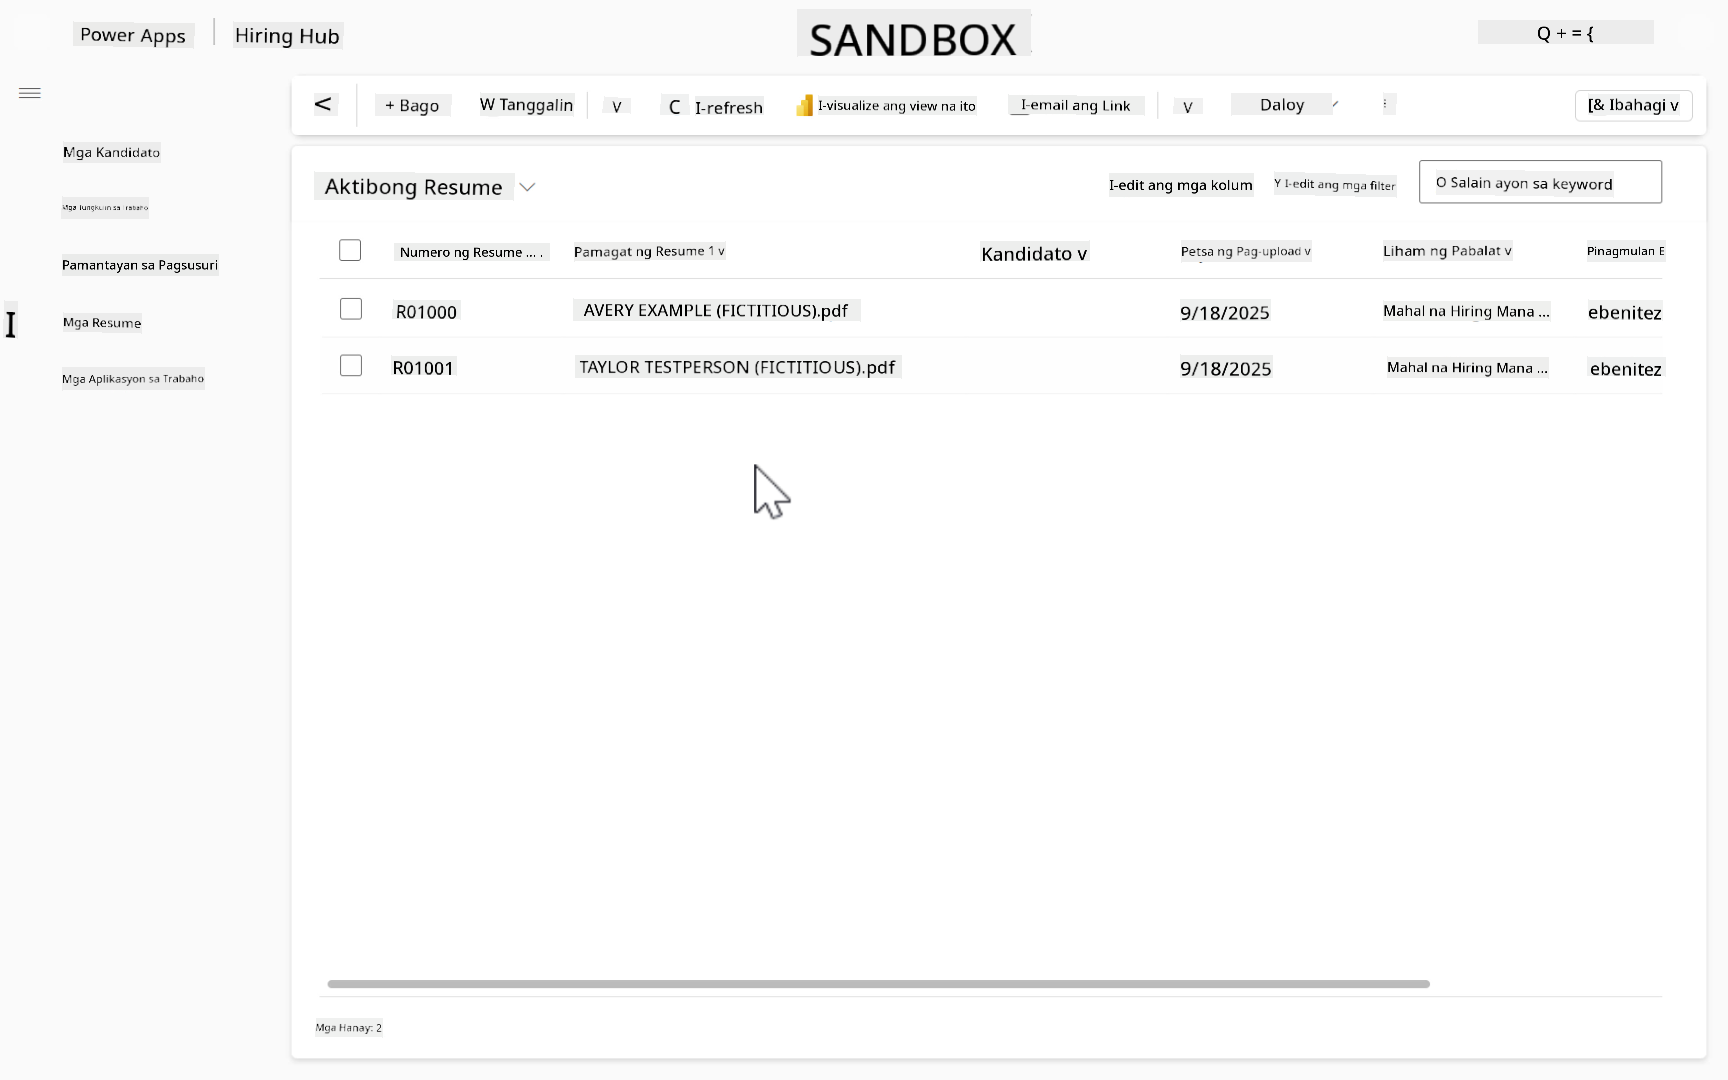 Power Apps
Hiring Hub
SANDBOX
Q + = {
<
+ Bago
W Tanggalin
v
C I-refresh
I-visualize ang view na ito
I-email ang Link
v
Daloy
[& Ibahagi v
Mga Kandidato
Mga Tungkulin sa Trabaho
Pamantayan sa Pagsusuri
I
Mga Resume
Mga Aplikasyon sa Trabaho
Aktibong Resume
I-edit ang mga kolum
Y I-edit ang mga filter
O Salain ayon sa keyword
Numero ng Resume ... .
Pamagat ng Resume 1 v
Kandidato v
Petsa ng Pag-upload v
Liham ng Pabalat v
Pinagmulan E
R01000
AVERY EXAMPLE (FICTITIOUS).pdf
9/18/2025
Mahal na Hiring Mana ...
ebenitez
R01001
TAYLOR TESTPERSON (FICTITIOUS).pdf
9/18/2025
Mahal na Hiring Mana ...
ebenitez
Mga Hanay: 2